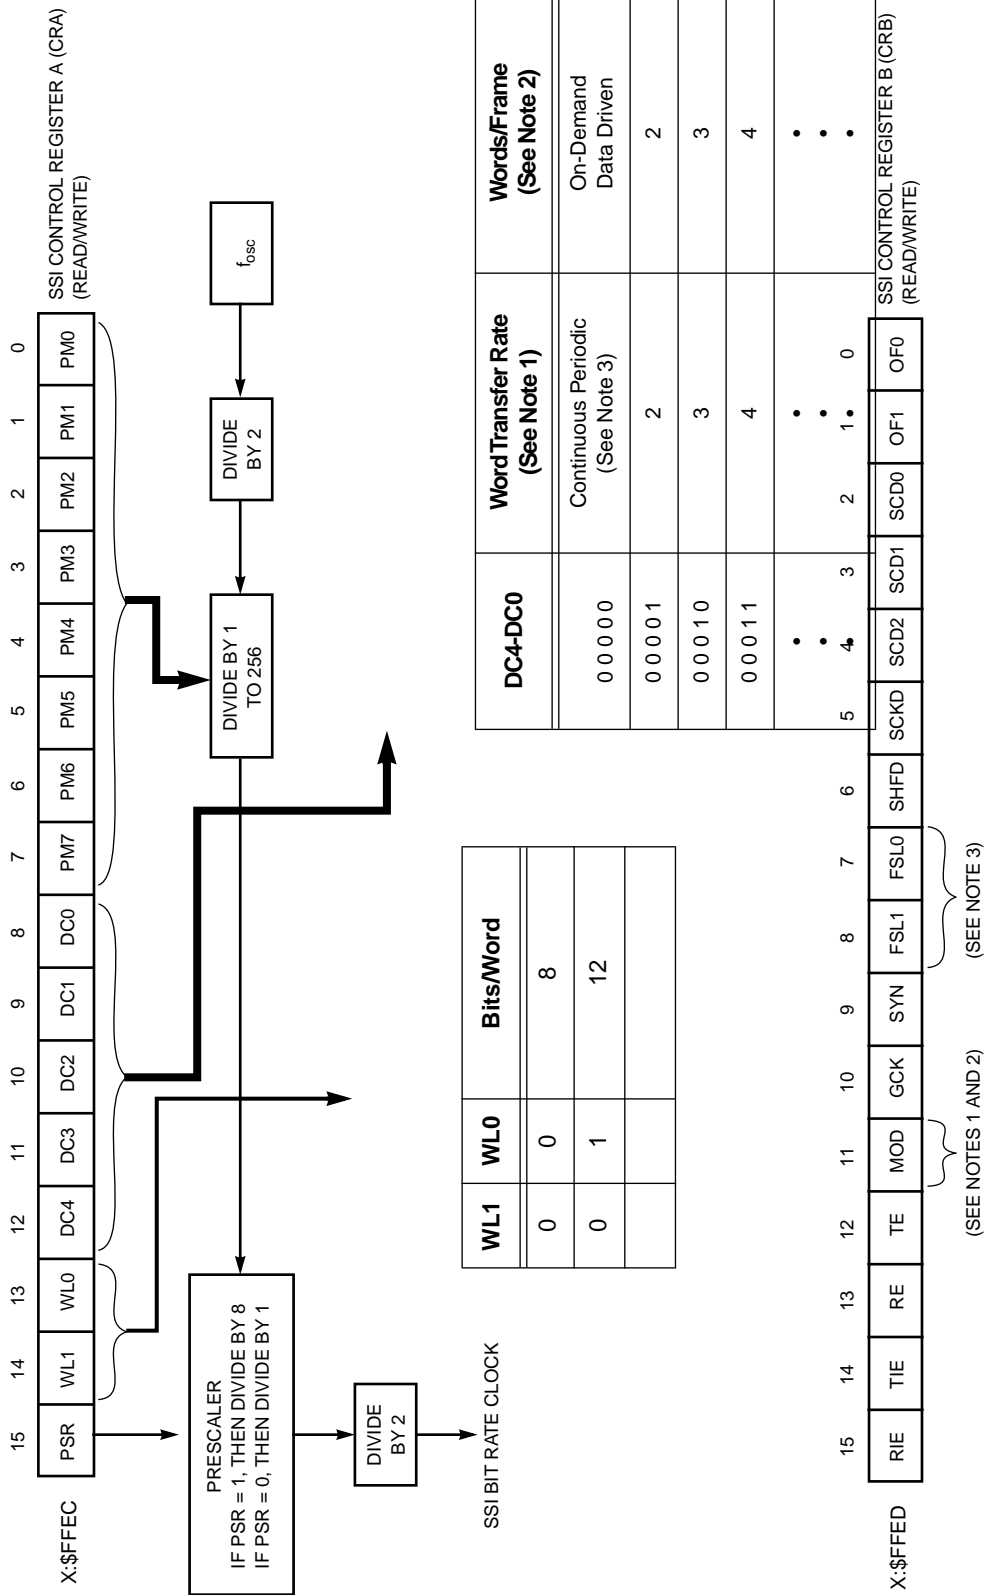 15 14 13 12 11 10 9 8 7 6 5 4 3 2 1 0
X:$FFEC PSR WL1 WL0 DC4 DC3 DC2 DC1 DC0 PM7 PM6 PM5 PM4 PM3 PM2 PM1 PM0
SSI CONTROL REGISTER A (CRA)
(READ/WRITE)
PRESCALER
IF PSR = 1, THEN DIVIDE BY 8
IF PSR = 0, THEN DIVIDE BY 1
DIVIDE BY 1
TO 256
DIVIDE
BY 2
fosc
DIVIDE
BY 2
SSI BIT RATE CLOCK
WL1 WL0 Bits/Word
0 0 8
0 1 12
DC4-DC0
Word Transfer Rate
(See Note 1)
Words/Frame
(See Note 2)
0 0 0 0 0
Continuous Periodic
(See Note 3)
On-Demand
Data Driven
0 0 0 0 1 2 2
0 0 0 1 0 3 3
0 0 0 1 1 4 4
• • •
• • •
• • •
15 14 13 12 11 10 9 8 7 6 5 4 3 2 1 0
X:$FFED RIE TIE RE TE MOD GCK SYN FSL1 FSL0 SHFD SCKD SCD2 SCD1 SCD0 OF1 OF0
SSI CONTROL REGISTER B (CRB)
(READ/WRITE)
(SEE NOTES 1 AND 2)
(SEE NOTE 3)